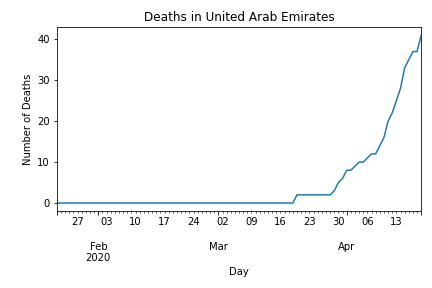 Deaths in United Arab Emirates
40
30
20
10
0
Number of Deaths
27 03 10 17 24 02 09 16 23 30 06 13
Feb Mar Apr
2020
Day